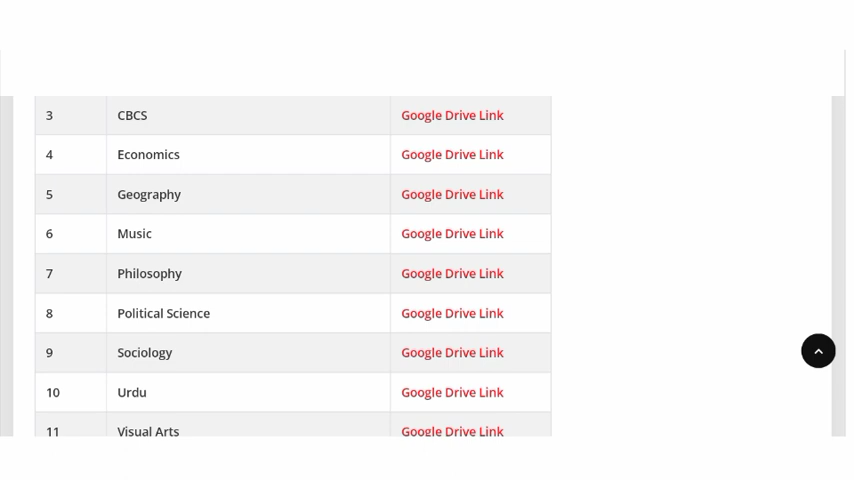 3 CBCS Google Drive Link
4 Economics Google Drive Link
5 Geography Google Drive Link
6 Music Google Drive Link
7 Philosophy Google Drive Link
8 Political Science Google Drive Link
9 Sociology Google Drive Link
10 Urdu Google Drive Link
11 Visual Arts Google Drive Link